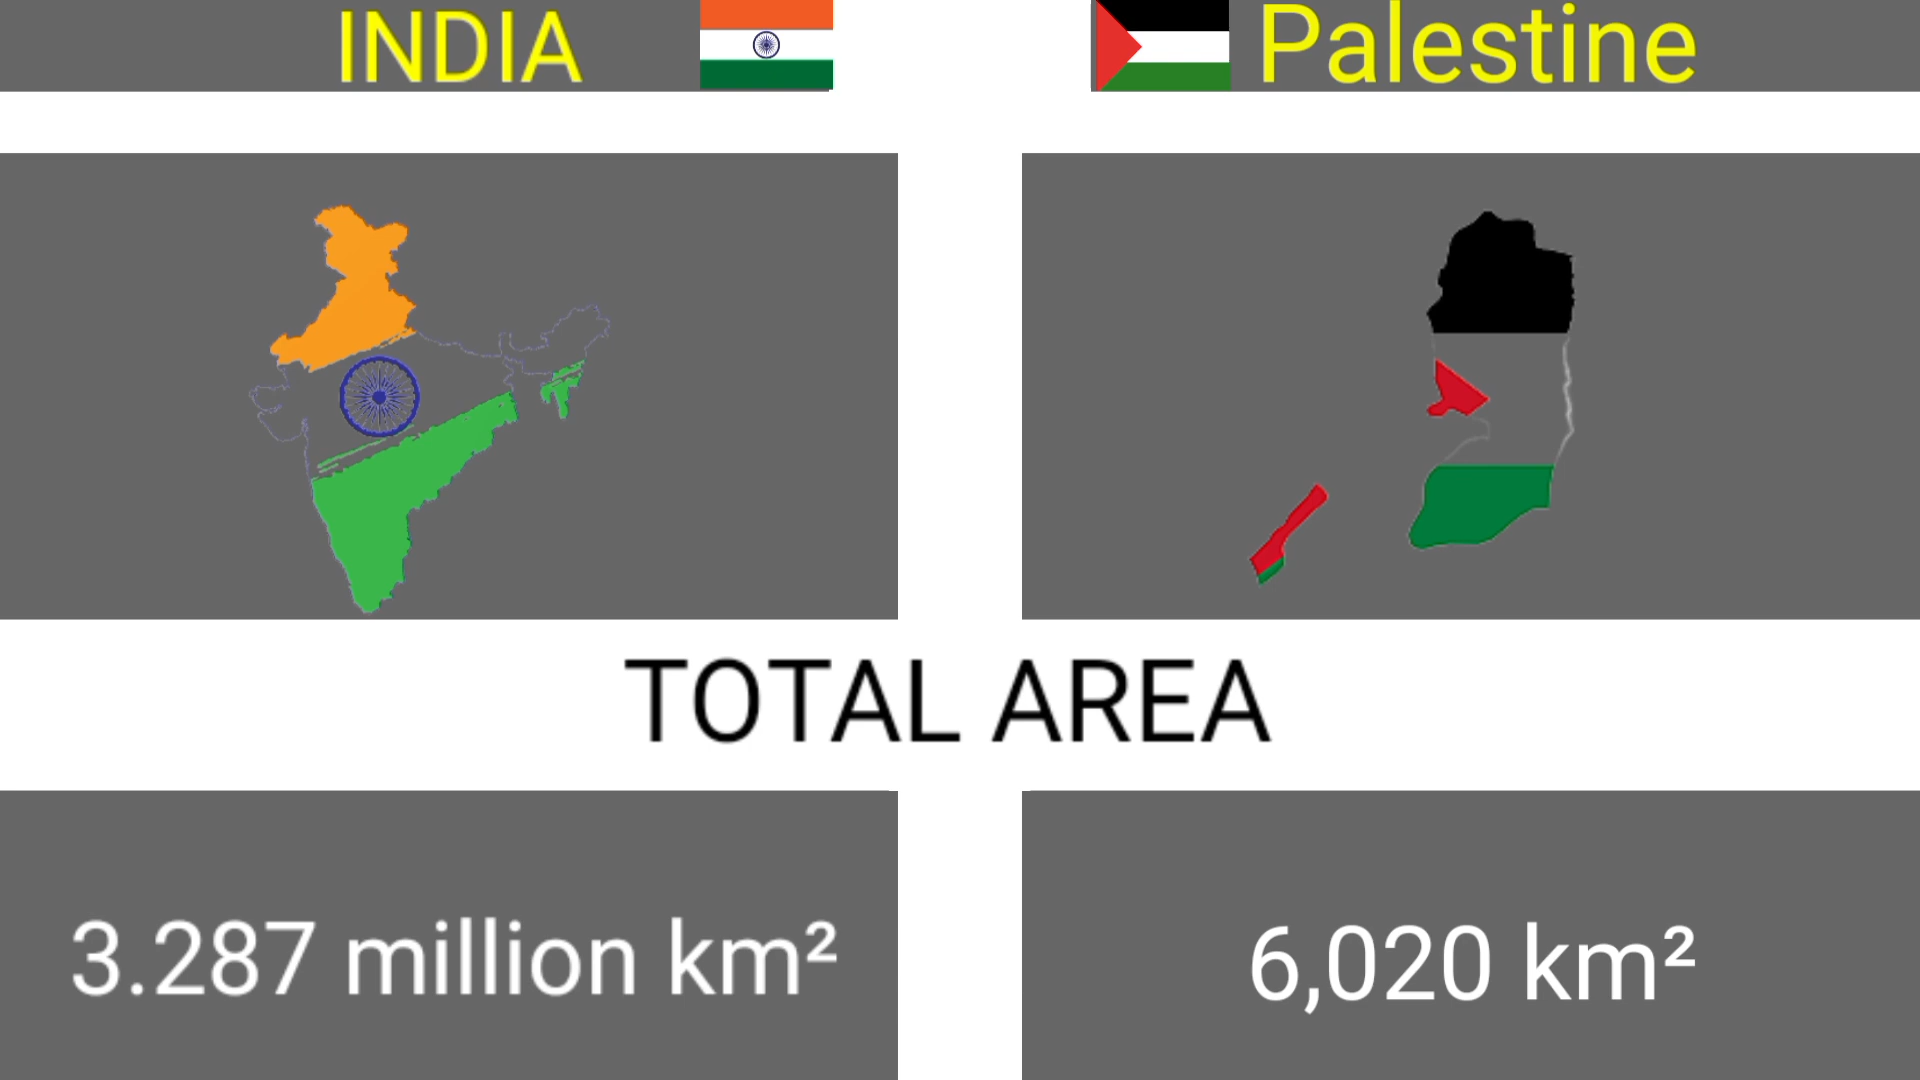 INDIA
Palestine
TOTAL AREA
3.287 million km²
6,020 km²